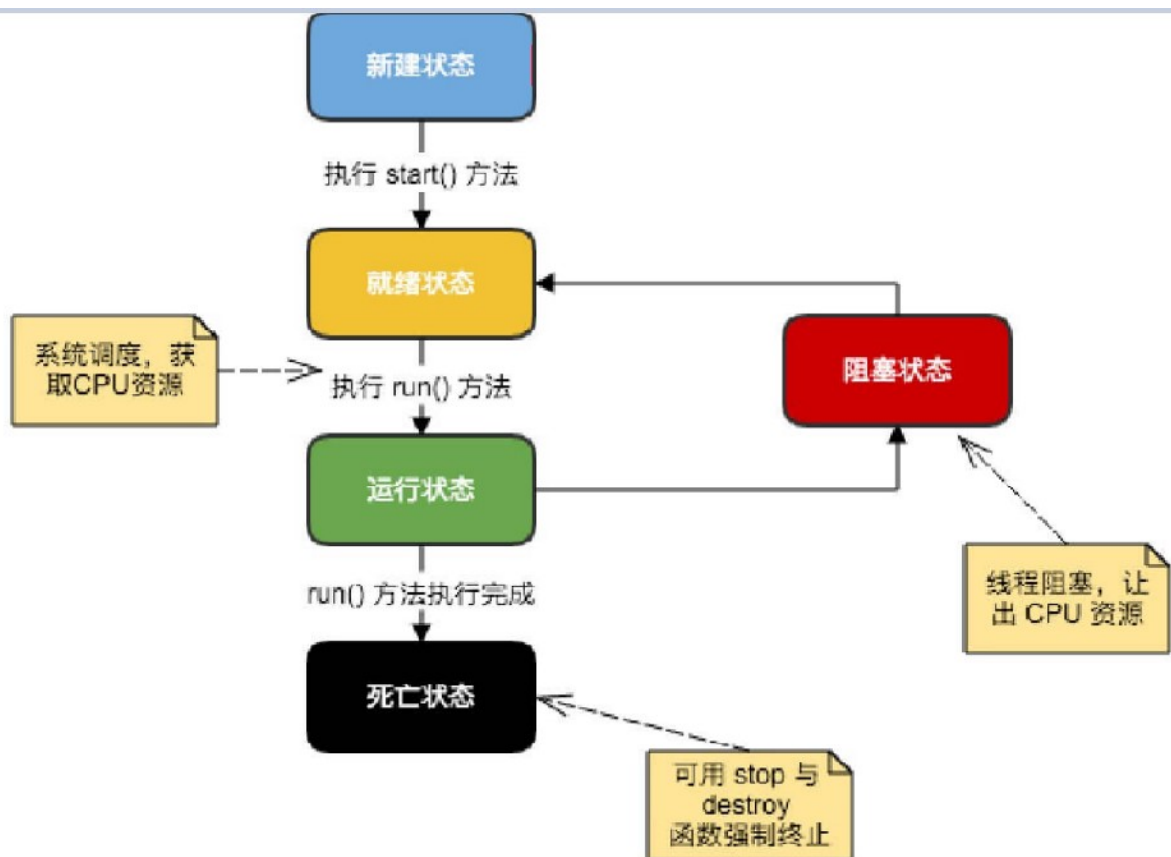 新建状态
执行 start() 方法
就绪状态
系统调度，获
取CPU资源
执行 run() 方法
阻塞状态
运行状态
线程阻塞，让
出 CPU 资源
run() 方法执行完成
死亡状态
可用 stop 与
destroy
函数强制终止